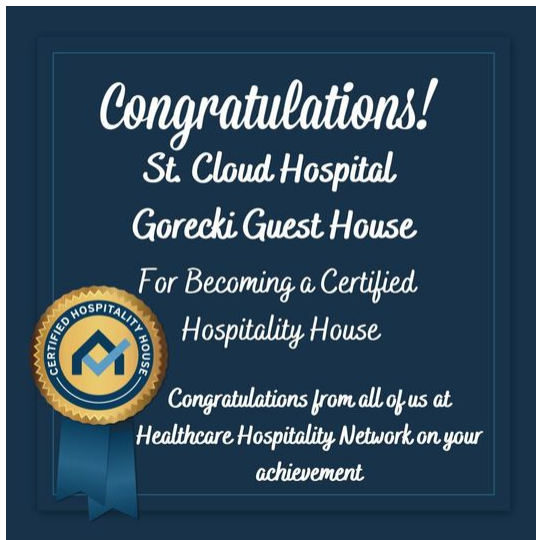 Congratulations!
St. Cloud Hospital
Gorecki Guest House
For Becoming a Certified
Hospitality House
CERTIFIED HOSPITALITY HOUSE
Congratulations from all of us at
Healthcare Hospitality Network on your
achievement